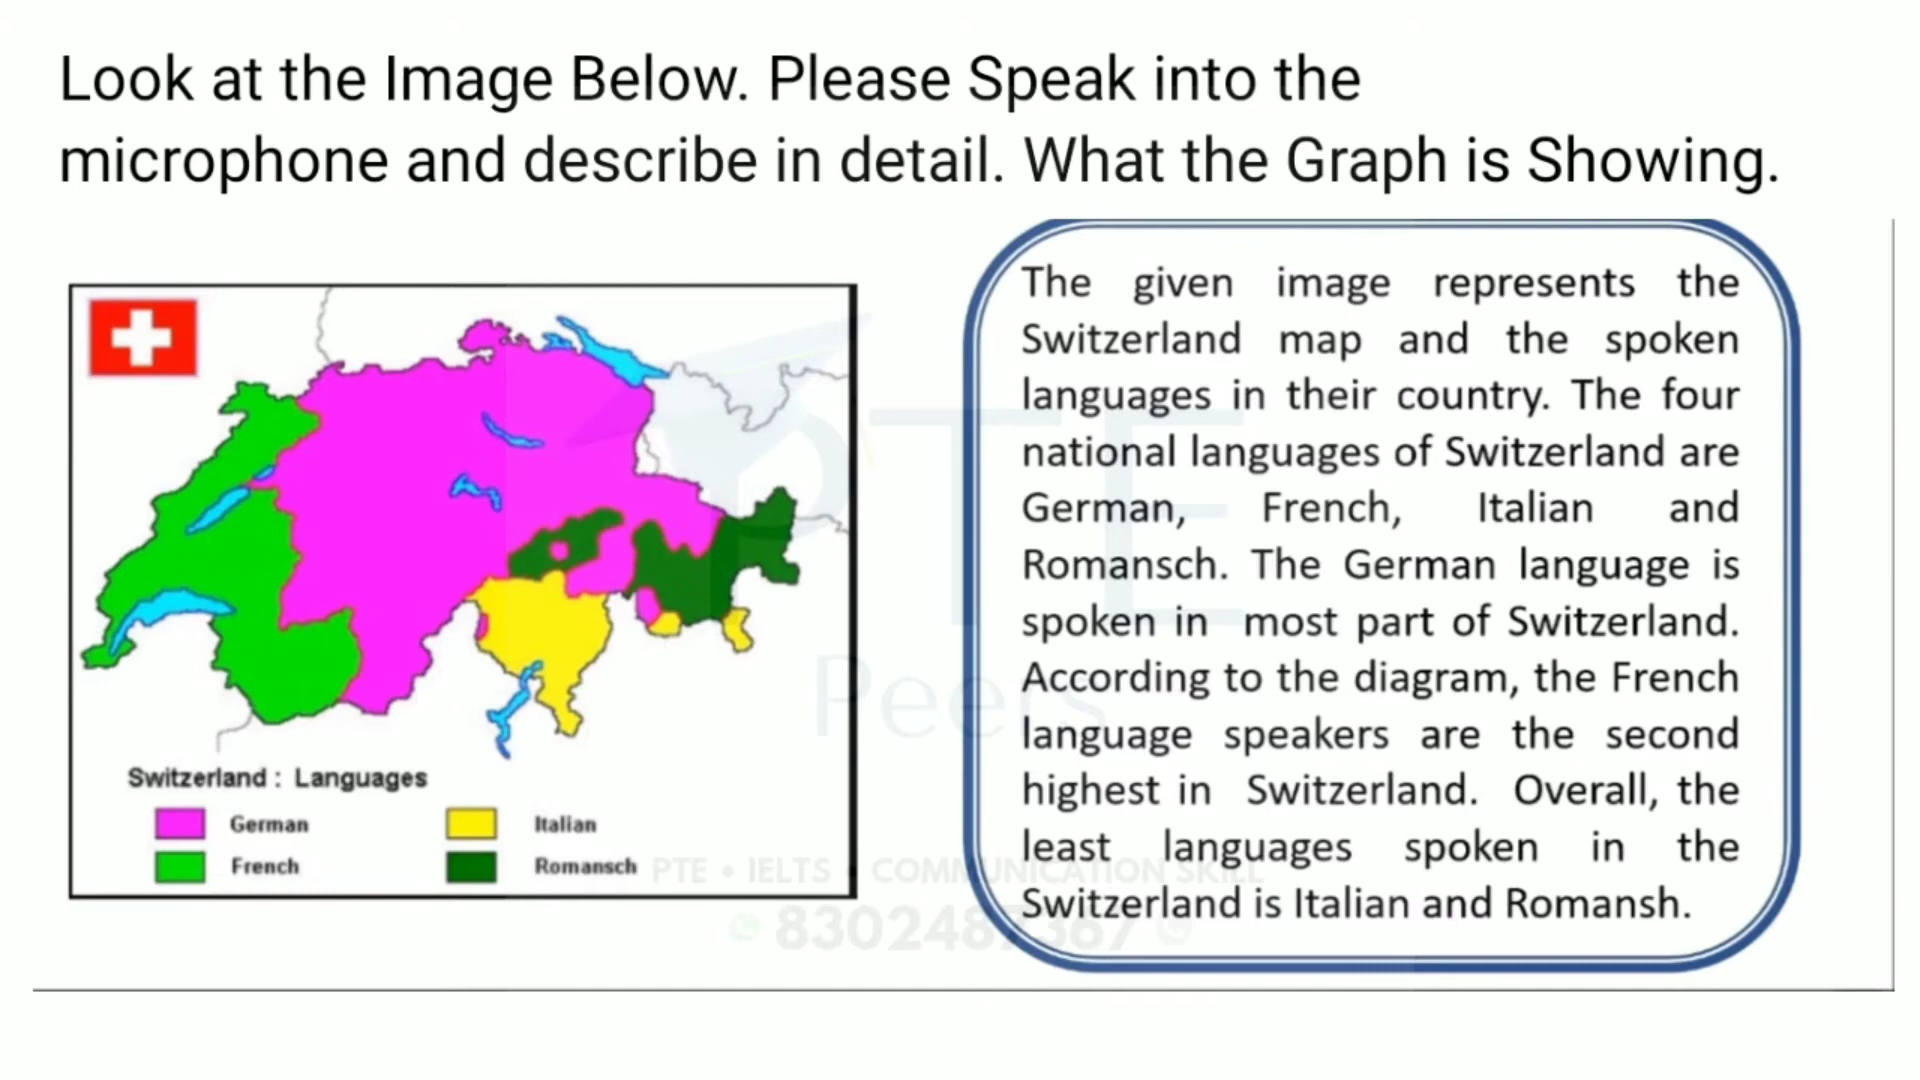 Look at the Image Below. Please Speak into the
microphone and describe in detail. What the Graph is Showing.
Switzerland : Languages
German
Italian
French
Romansch
The given image represents the
Switzerland map and the spoken
languages in their country. The four
national languages of Switzerland are
German, French, Italian and
Romansch. The German language is
spoken in most part of Switzerland.
According to the diagram, the French
language speakers are the second
highest in Switzerland. Overall, the
least languages spoken in the
Switzerland is Italian and Romansh.
PTE
Peers
PTE • IELTS • COMMUNICATION SKILL
8302487367